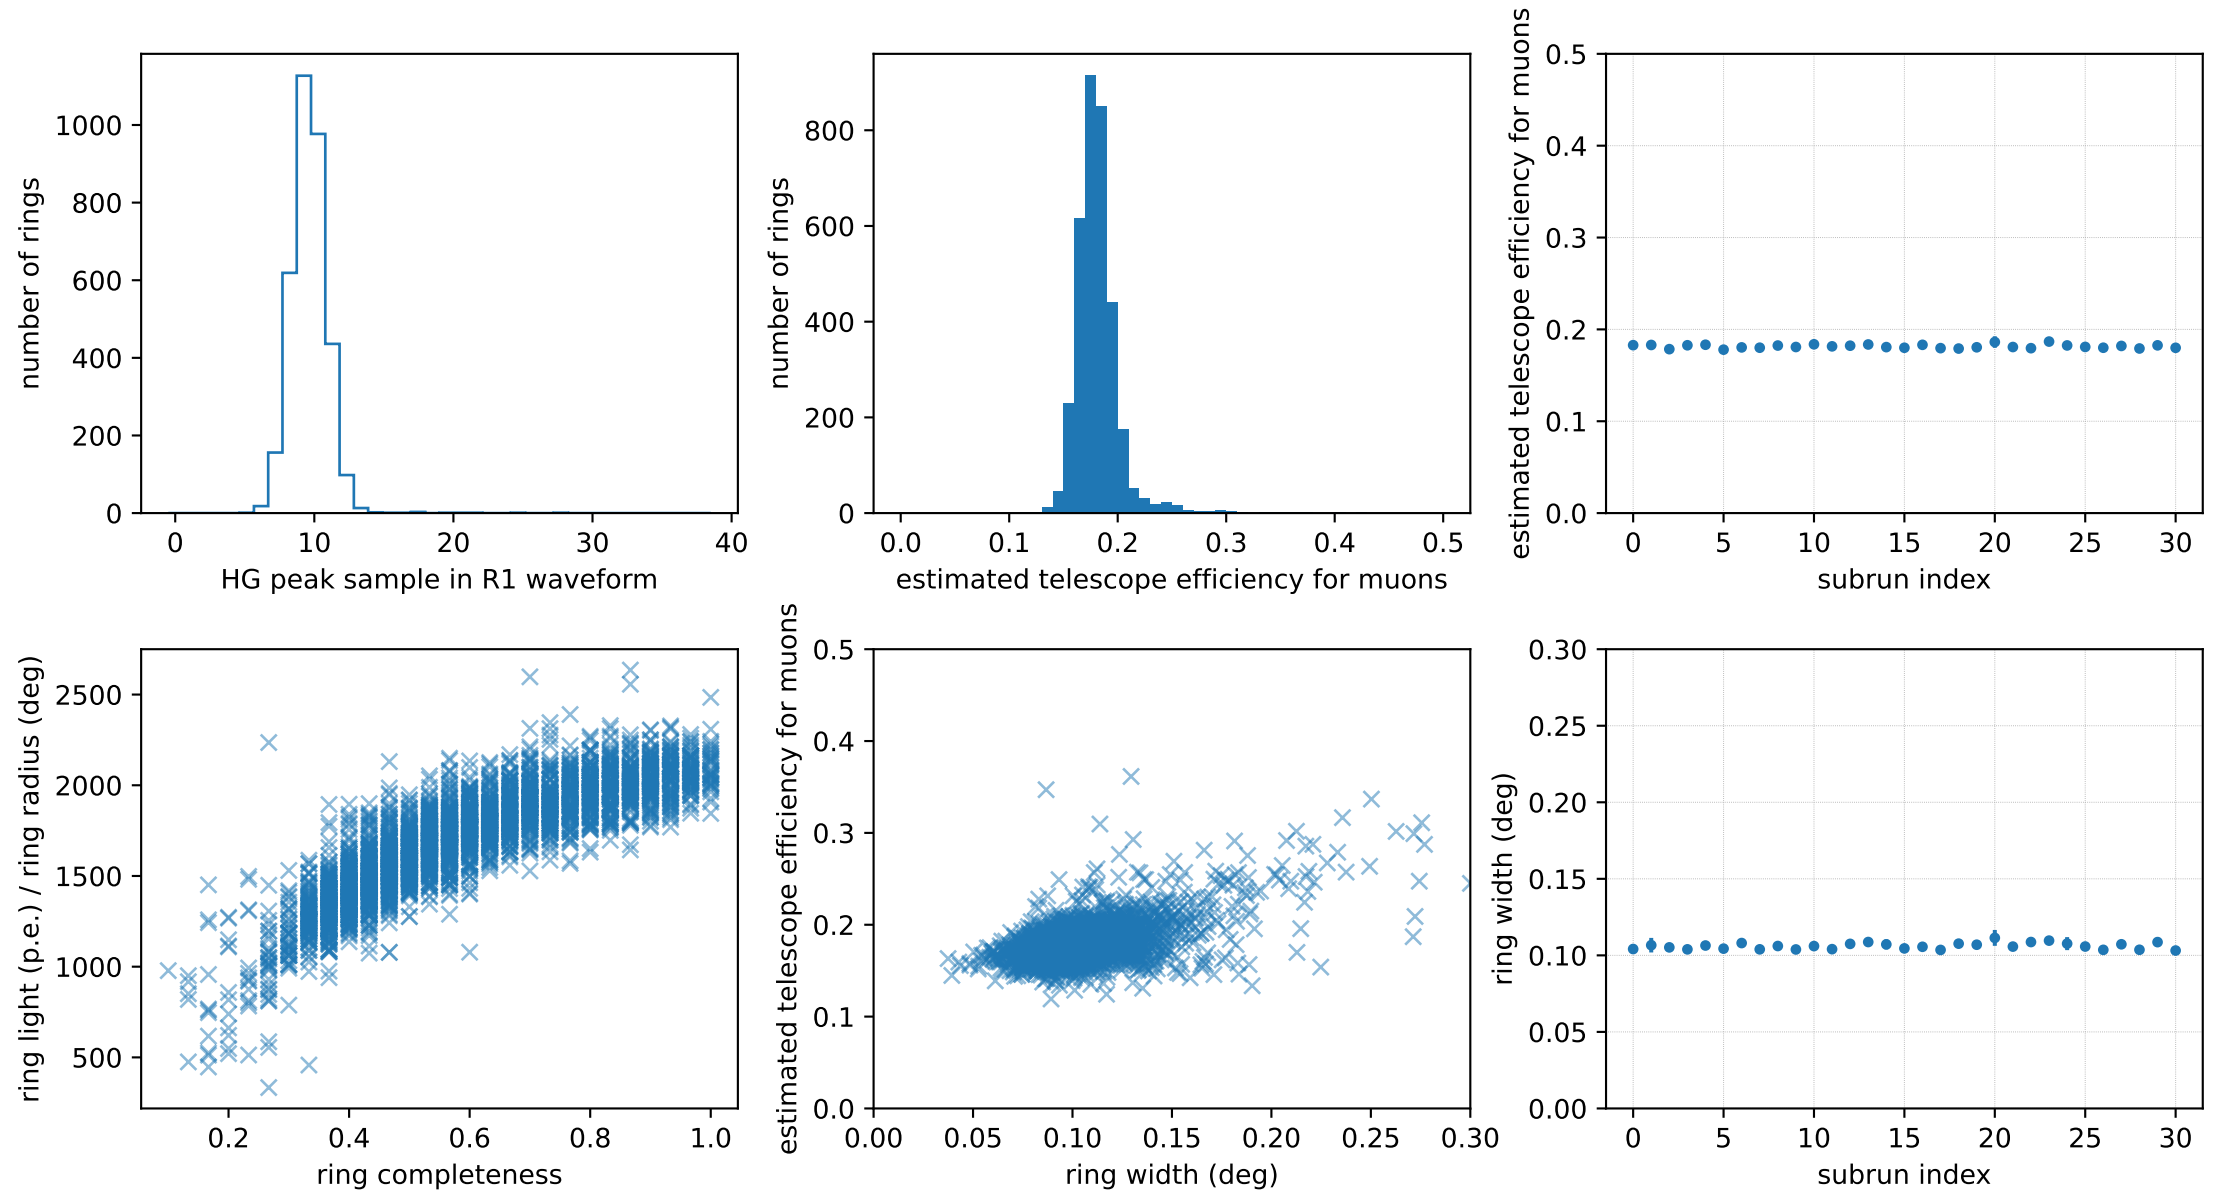 number of rings
1000
800
600
400
200
0
0 10 20 30 40
HG peak sample in R1 waveform
number of rings
800
600
400
200
0
0.0 0.1 0.2 0.3 0.4 0.5
estimated telescope efficiency for muons
estimated telescope efficiency for muons
0.5
0.4
0.3
0.2
0.1
0.0
0 5 10 15 20 25 30
subrun index
ring light (p.e.) / ring radius (deg)
2500
2000
1500
1000
500
0.2 0.4 0.6 0.8 1.0
ring completeness
estimated telescope efficiency for muons
0.5
0.4
0.3
0.2
0.1
0.0
0.00 0.05 0.10 0.15 0.20 0.25 0.30
ring width (deg)
ring width (deg)
0.30
0.25
0.20
0.15
0.10
0.05
0.00
0 5 10 15 20 25 30
subrun index